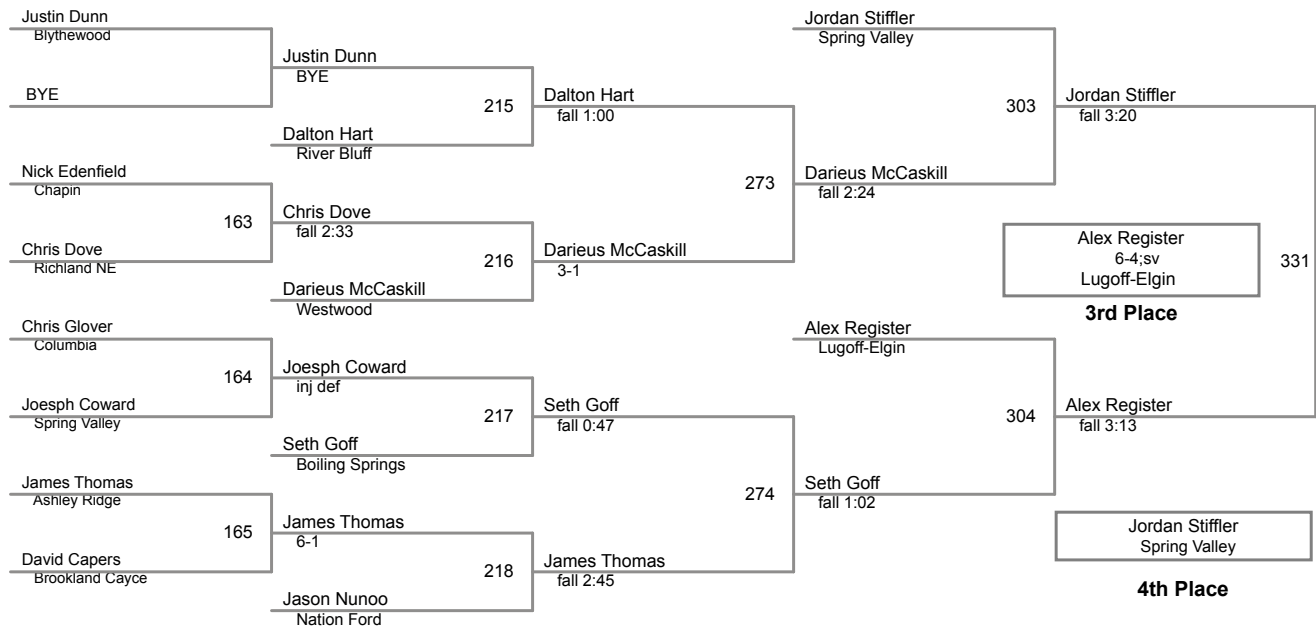 Justin Dunn
Blythewood
BYE
Nick Edenfield
Chapin
163
Chris Dove
Richland NE
Chris Glover
Columbia
164
Joesph Coward
Spring Valley
James Thomas
Ashley Ridge
165
David Capers
Brookland Cayce
Justin Dunn
BYE
215
Dalton Hart
River Bluff
Chris Dove
fall 2:33
216
Darieus McCaskill
Westwood
Joesph Coward
inj def
217
Seth Goff
Boiling Springs
James Thomas
6-1
218
Jason Nunoo
Nation Ford
Dalton Hart
fall 1:00
273
Darieus McCaskill
3-1
Seth Goff
fall 0:47
274
James Thomas
fall 2:45
Jordan Stiffler
Spring Valley
303
Darieus McCaskill
fall 2:24
Alex Register
Lugoff-Elgin
304
Seth Goff
fall 1:02
Jordan Stiffler
fall 3:20
331
Alex Register
fall 3:13
Alex Register
6-4;sv
Lugoff-Elgin
3rd Place
Jordan Stiffler
Spring Valley
4th Place